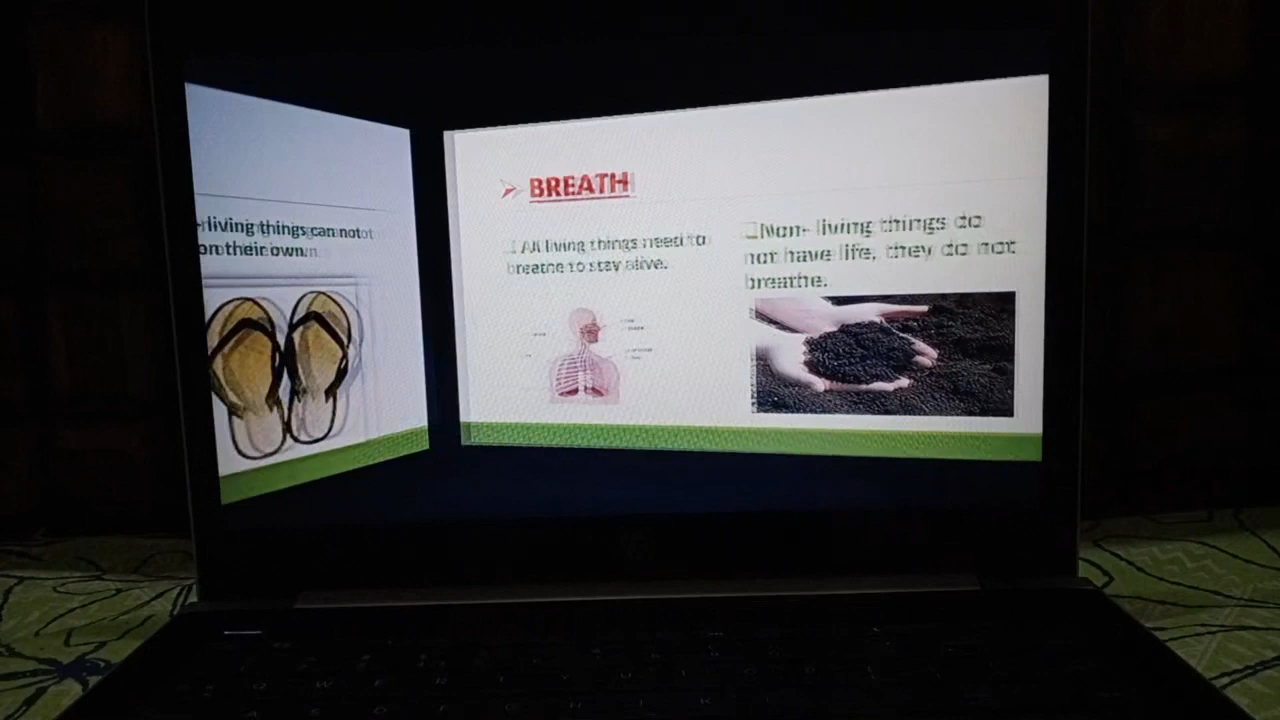 - living things can not
on their own.
BREATH
All living things need to
breathe to stay alive.
Non- living things do
not have life, they do not
breathe.